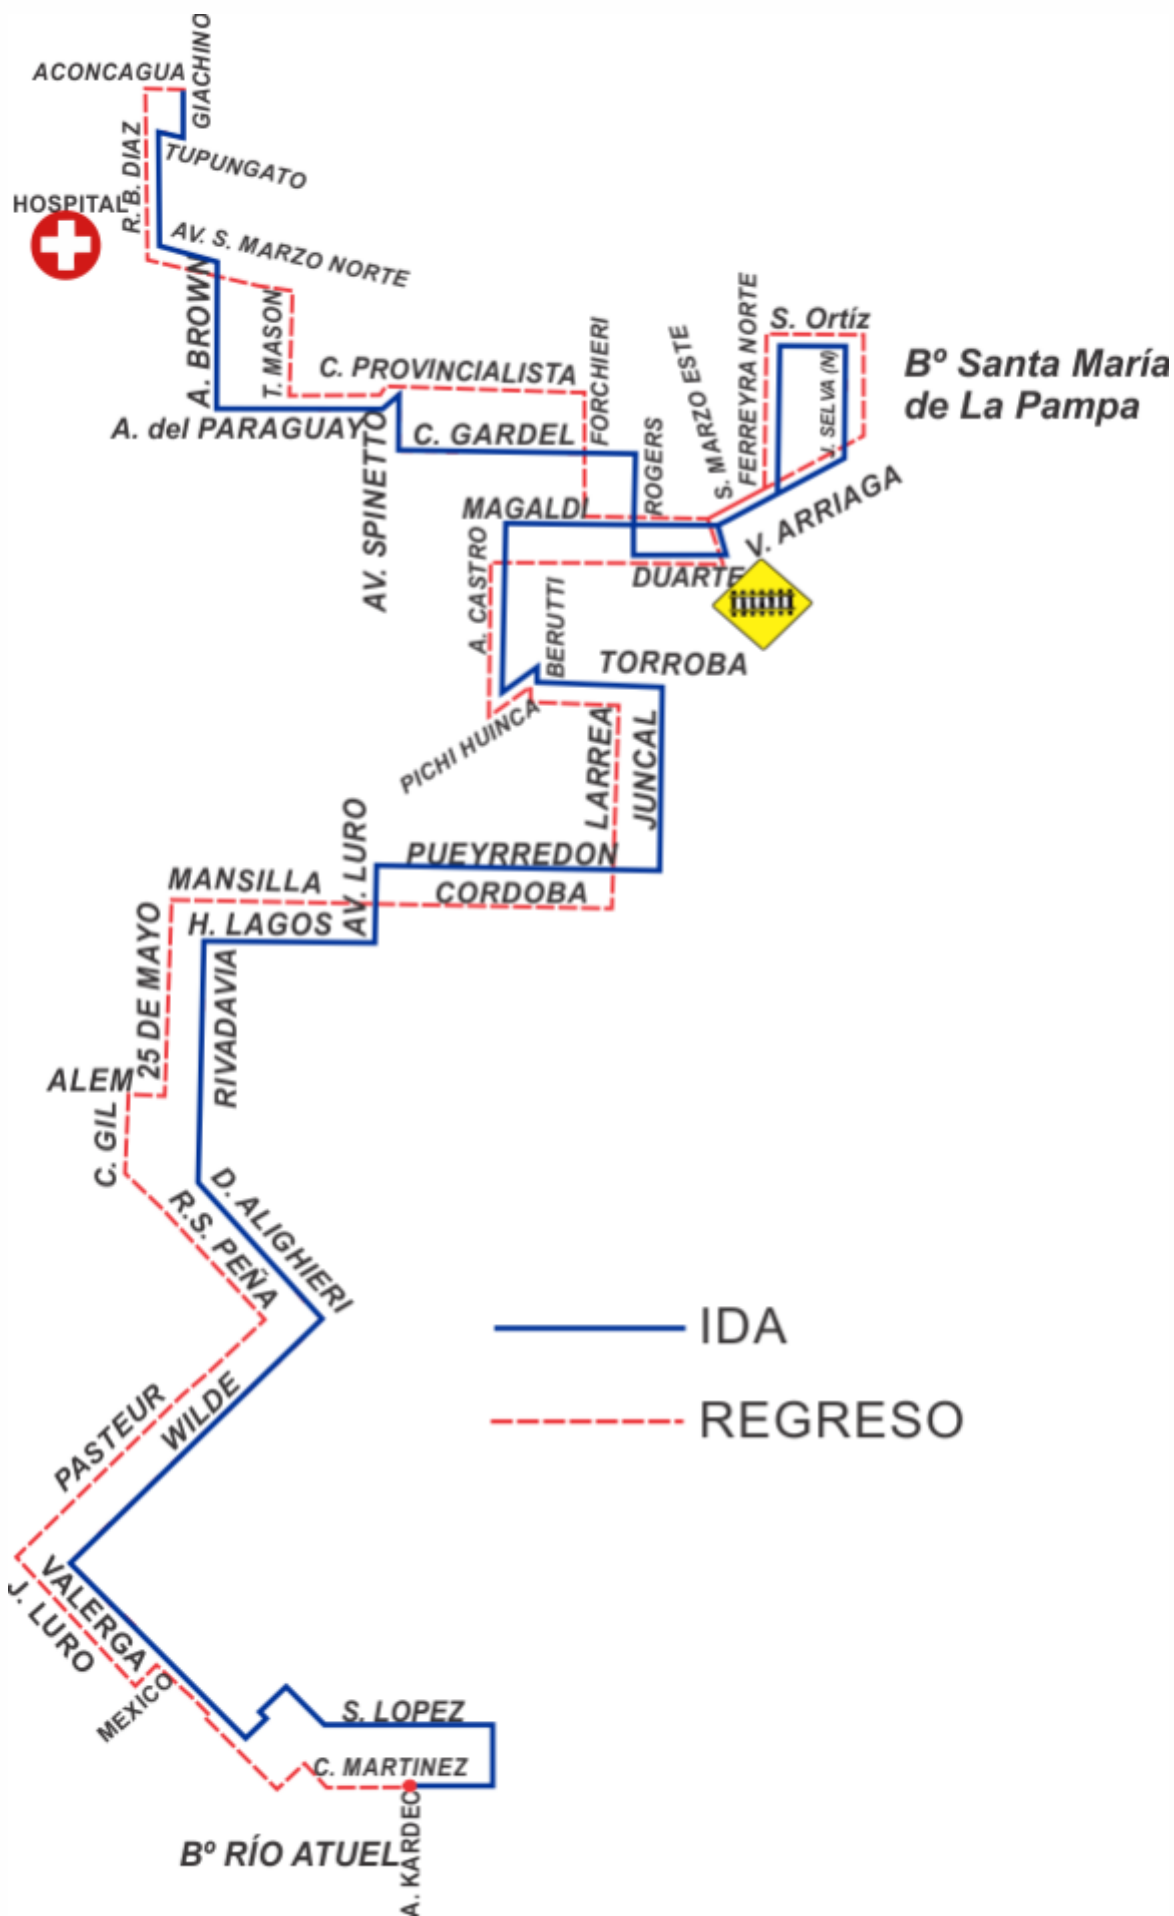 GIACHINO
ACONCAGUA
R. B. DIAZ
TUPUNGATO
HOSPITAL
AV. S. MARZO NORTE
A. BROWN
T. MASON
C. PROVINCIALISTA
FORCHIERI
S. MARZO ESTE
FERREYRA NORTE
S. Ortíz
J. SELVA (N)
Bº Santa María
de La Pampa
A. del PARAGUAY
AV. SPINETTO
C. GARDEL
ROGERS
MAGALDI
V. ARRIAGA
A. CASTRO
DUARTE
BERUTTI
TORROBA
PICHI HUINCA
LARREA
JUNCAL
AV. LURO
PUEYRREDON
MANSILLA
CORDOBA
H. LAGOS
25 DE MAYO
RIVADAVIA
ALEM
C. GIL
D. ALIGHIERI
R.S. PEÑA
IDA
REGRESO
PASTEUR
WILDE
VALERGA
J. LURO
MEXICO
S. LOPEZ
C. MARTINEZ
Bº RÍO ATUEL
A. KARDEC